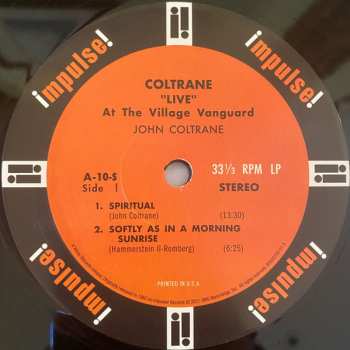 impulse!
impulse!
COLTRANE
"LIVE"
At The Village Vanguard
JOHN COLTRANE
A-10-S
Side 1
33⅓ RPM LP
STEREO
1. SPIRITUAL
(John Coltrane) (13:30)
2. SOFTLY AS IN A MORNING
SUNRISE
(Hammerstein II-Romberg) (6:25)
PRINTED IN U.S.A.
impulse!
impulse!